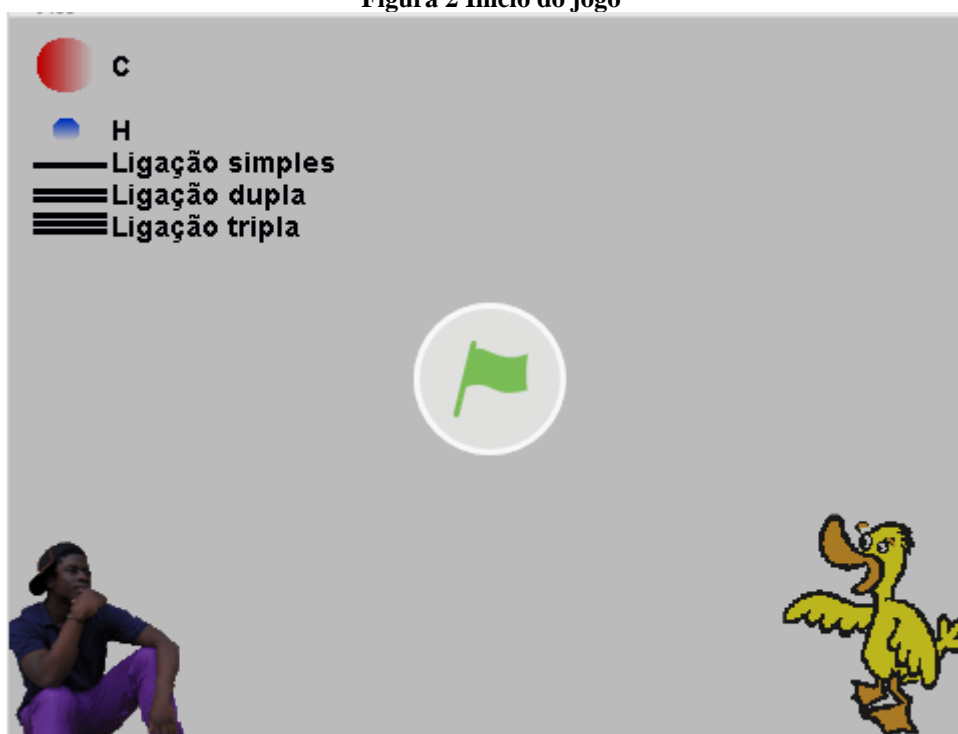 Figura 2 Início do jogo
C
H
Ligação simples
Ligação dupla
Ligação tripla